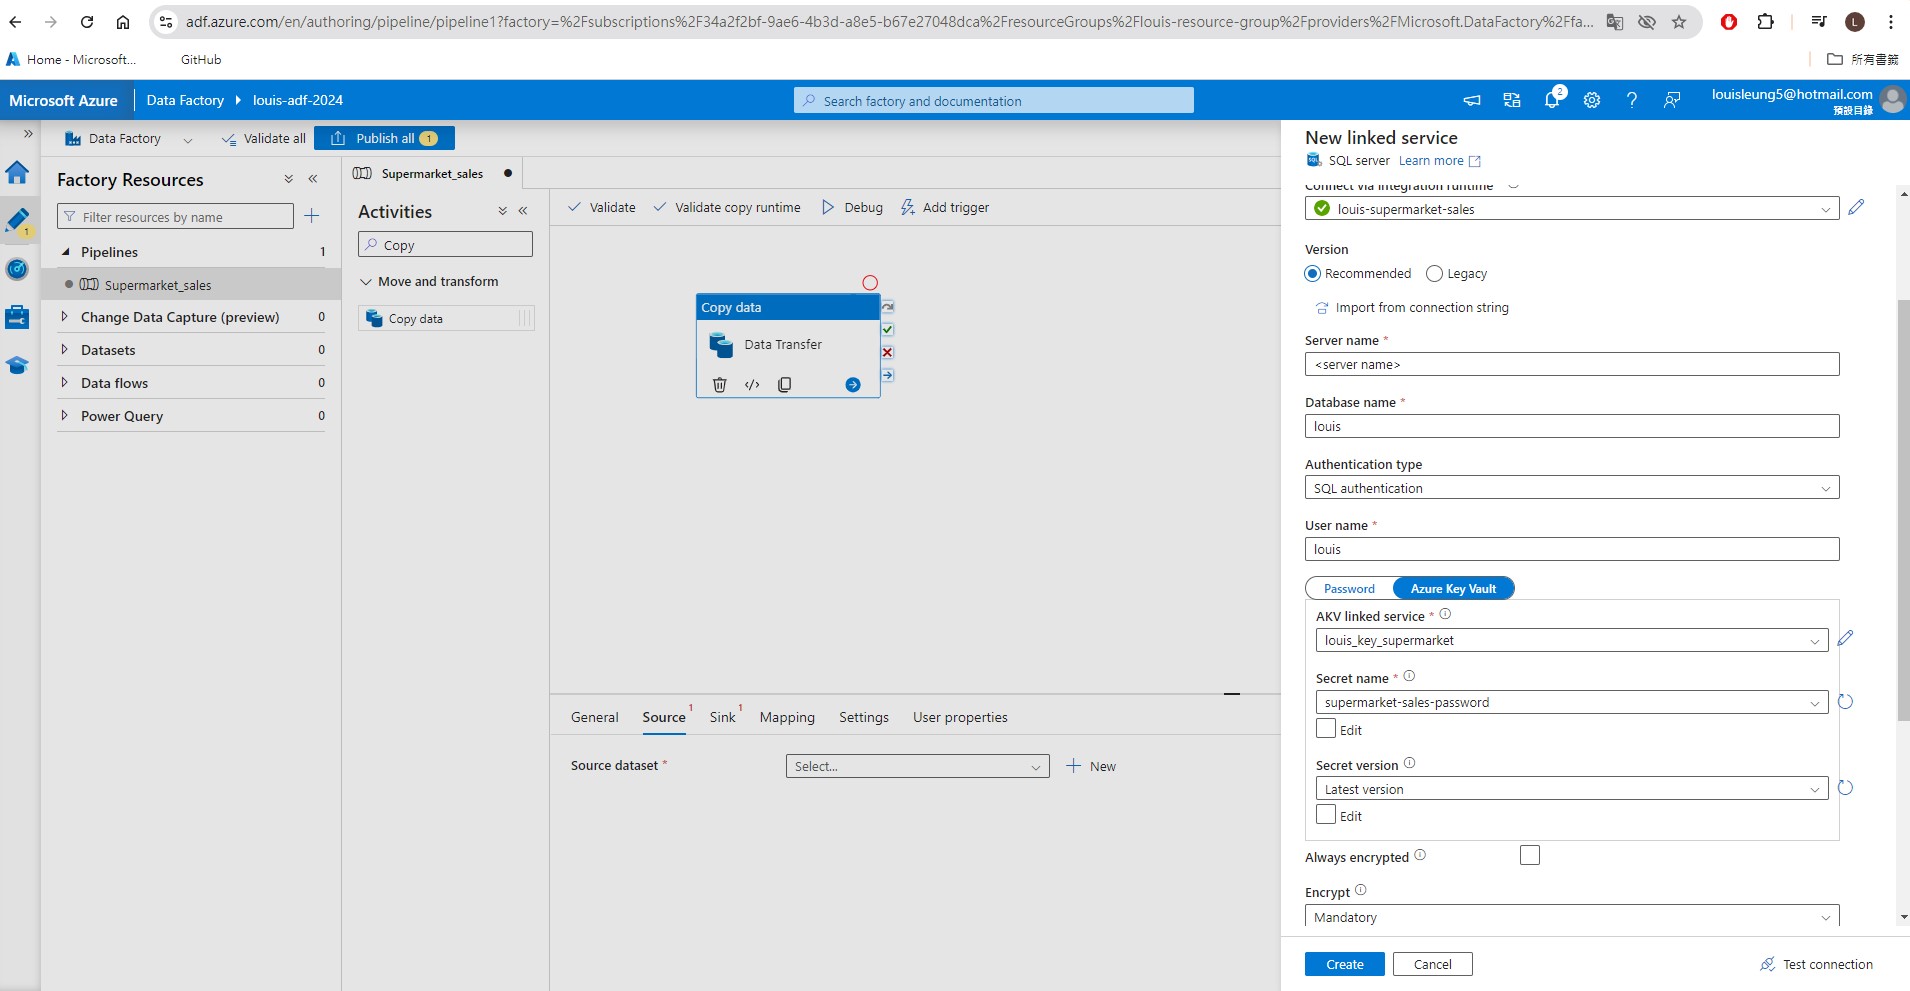 adf.azure.com/en/authoring/pipeline/pipeline1?factory=%2Fsubscriptions%2F34a2f2bf-9ae6-4b3d-a8e5-b67e27048dca%2FresourceGroups%2Flouis-resource-group%2Fproviders%2FMicrosoft.DataFactory%2Ffa...
L
Home - Microsoft...
GitHub
所有書籤
Microsoft Azure
Data Factory
louis-adf-2024
Search factory and documentation
2
louisleung5@hotmail.com
預設目錄
Data Factory
Validate all
Publish all
1
1
Factory Resources
Filter resources by name
Pipelines 1
Supermarket_sales
Change Data Capture (preview) 0
Datasets 0
Data flows 0
Power Query 0
Supermarket_sales
Activities
Copy
Move and transform
Copy data
Validate
Validate copy runtime
Debug
Add trigger
Copy data
Data Transfer
General
Source 1
Sink 1
Mapping
Settings
User properties
Source dataset *
Select...
New
New linked service
SQL
SQL server
Learn more
Connect via integration runtime
louis-supermarket-sales
Version
Recommended
Legacy
Import from connection string
Server name *
<server name>
Database name *
louis
Authentication type
SQL authentication
User name *
louis
Password
Azure Key Vault
AKV linked service *
louis_key_supermarket
Secret name *
supermarket-sales-password
Edit
Secret version
Latest version
Edit
Always encrypted
Encrypt
Mandatory
Create
Cancel
Test connection